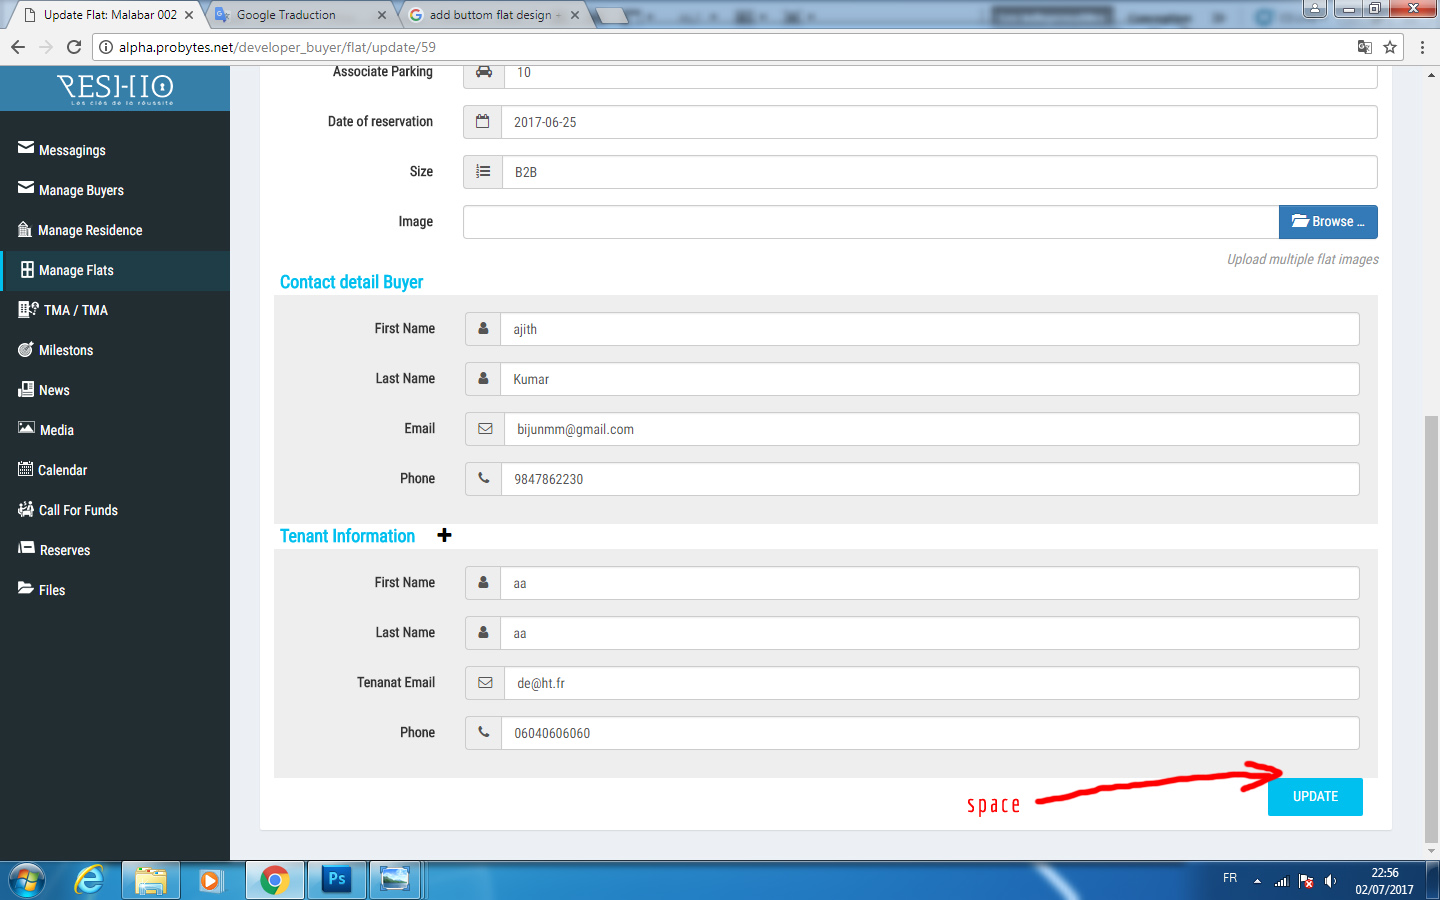 Update Flat: Malabar 002
Google Traduction
add buttom flat design
alpha.probytes.net/developer_buyer/flat/update/59
RESHIO
Les clés de la réussite
Messagings
Manage Buyers
Manage Residence
Manage Flats
TMA / TMA
Milestons
News
Media
Calendar
Call For Funds
Reserves
Files
Associate Parking
10
Date of reservation
2017-06-25
Size
B2B
Image
Browse ...
Upload multiple flat images
Contact detail Buyer
First Name
ajith
Last Name
Kumar
Email
bijunmm@gmail.com
Phone
9847862230
Tenant Information
First Name
aa
Last Name
aa
Tenanat Email
de@ht.fr
Phone
06040606060
space
UPDATE
Ps
FR
22:56
02/07/2017